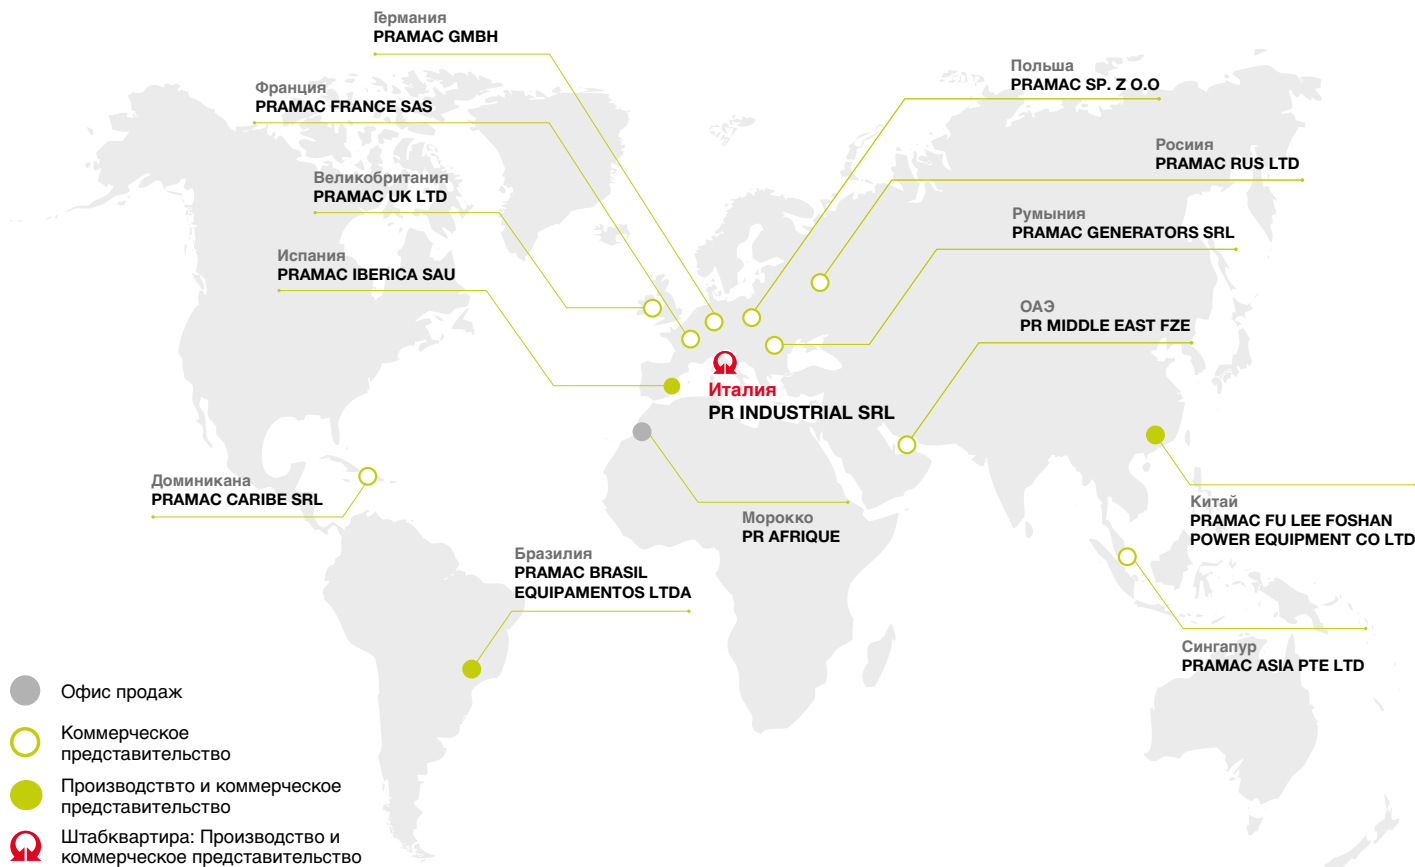 Германия
PRAMAC GMBH
Франция
PRAMAC FRANCE SAS
Великобритания
PRAMAC UK LTD
Испания
PRAMAC IBERICA SAU
Польша
PRAMAC SP. Z O.O
Росиия
PRAMAC RUS LTD
Румыния
PRAMAC GENERATORS SRL
ОАЭ
PR MIDDLE EAST FZE
Италия
PR INDUSTRIAL SRL
Доминикана
PRAMAC CARIBE SRL
Морокко
PR AFRIQUE
Китай
PRAMAC FU LEE FOSHAN
POWER EQUIPMENT CO LTD
Бразилия
PRAMAC BRASIL
EQUIPAMENTOS LTDA
Сингапур
PRAMAC ASIA PTE LTD
Офис продаж
Коммерческое
представительство
Производствто и коммерческое
представительство
Штабквартира: Производство и
коммерческое представительство